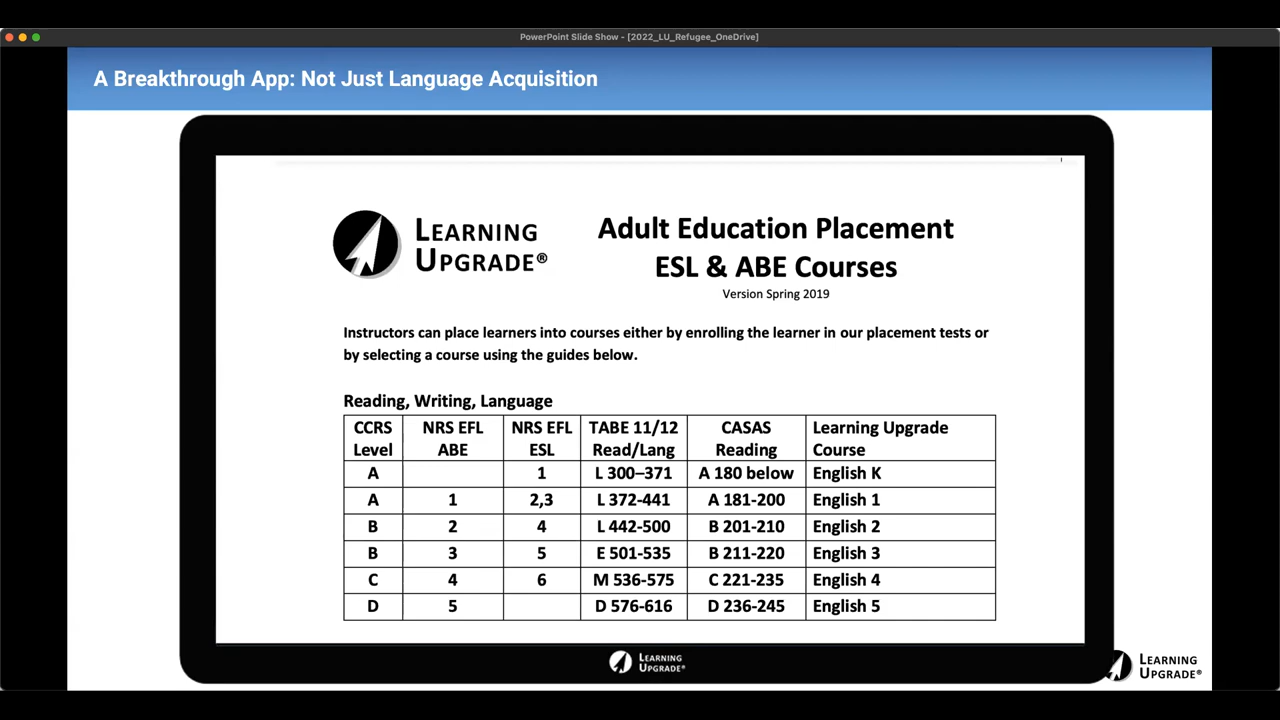 PowerPoint Slide Show - [2022_LU_Refugee_OneDrive]
A Breakthrough App: Not Just Language Acquisition
LEARNING
UPGRADE®
Adult Education Placement
ESL & ABE Courses
Version Spring 2019
Instructors can place learners into courses either by enrolling the learner in our placement tests or
by selecting a course using the guides below.
Reading, Writing, Language
CCRS Level NRS EFL ABE NRS EFL ESL TABE 11/12 Read/Lang CASAS Reading Learning Upgrade Course
A 1 L 300–371 A 180 below English K
A 1 2,3 L 372-441 A 181-200 English 1
B 2 4 L 442-500 B 201-210 English 2
B 3 5 E 501-535 B 211-220 English 3
C 4 6 M 536-575 C 221-235 English 4
D 5 D 576-616 D 236-245 English 5
LEARNING
UPGRADE®
LEARNING
UPGRADE®